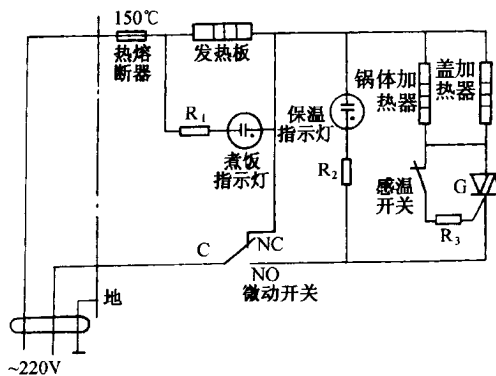 150℃
热熔
断器
发热板
R₁
煮饭
指示灯
保温
指示灯
R₂
锅体加
热器
盖加
热器
感温
开关
G
R₃
C
NC
NO
微动开关
地
~220V